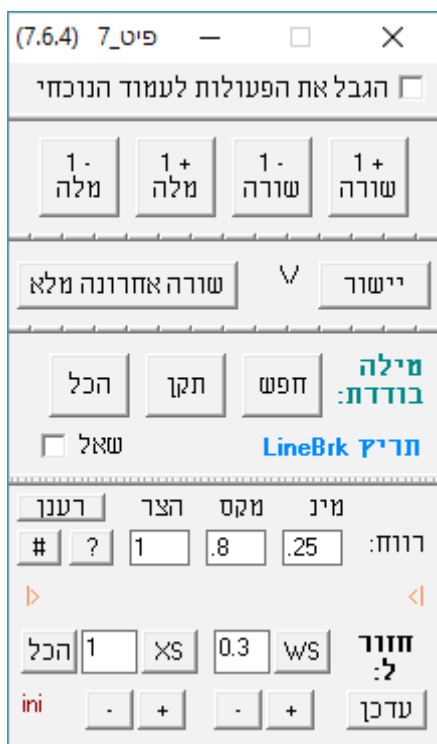 פיט_7 (7.6.4)
הגבל את הפעולות לעמוד הנוכחי
+ 1 שורה
- 1 שורה
+ 1 מלה
- 1 מלה
יישור
\/
שורה אחרונה מלא
מילה בודדת:
חפש
תקן
הכל
תריץ LineBrk
שאל
מינ מקס הצר רענן
רווח: .25 .8 1 ? #
<| |>
חזור ל:
WS 0.3 XS 1 הכל
עדכן + - + - ini